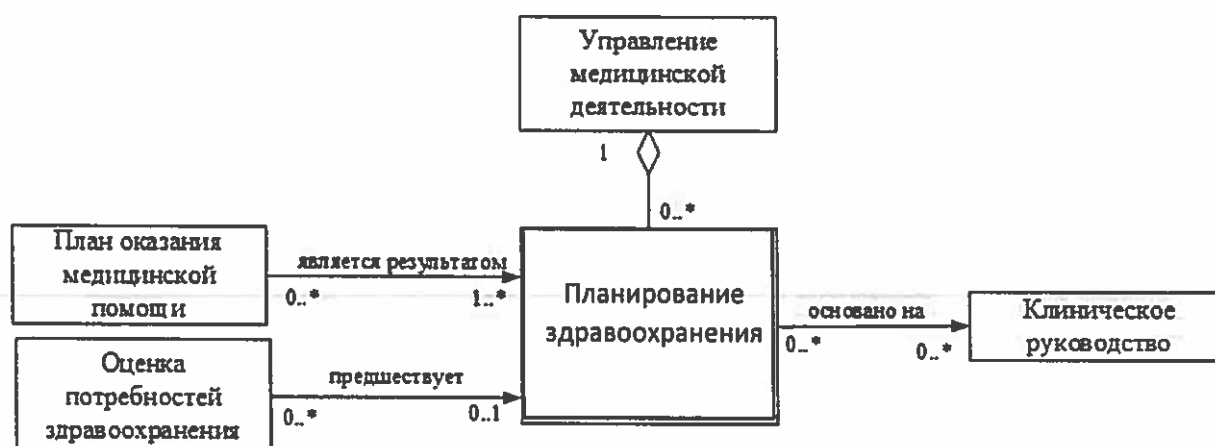 Управление
медицинской
деятельности
1
0..*
План оказания
медицинской
помощи
является результатом
0..*
1..*
Планирование
здравоохранения
основано на
0..*
0..*
Клиническое
руководство
Оценка
потребностей
здравоохранения
предшествует
0..*
0..1